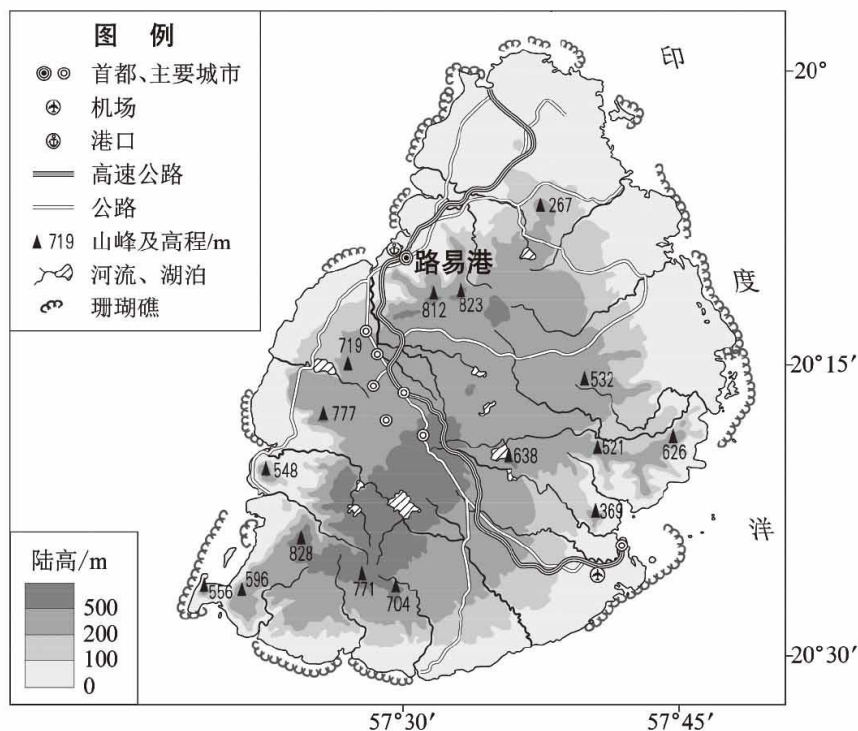 图 例
首都、主要城市
机场
港口
高速公路
公路
719 山峰及高程/m
河流、湖泊
珊瑚礁
印
度
洋
20°
20°15′
20°30′
57°30′
57°45′
267
路易港
812
823
719
532
777
521
626
638
548
369
828
556
596
771
704
陆高/m
500
200
100
0